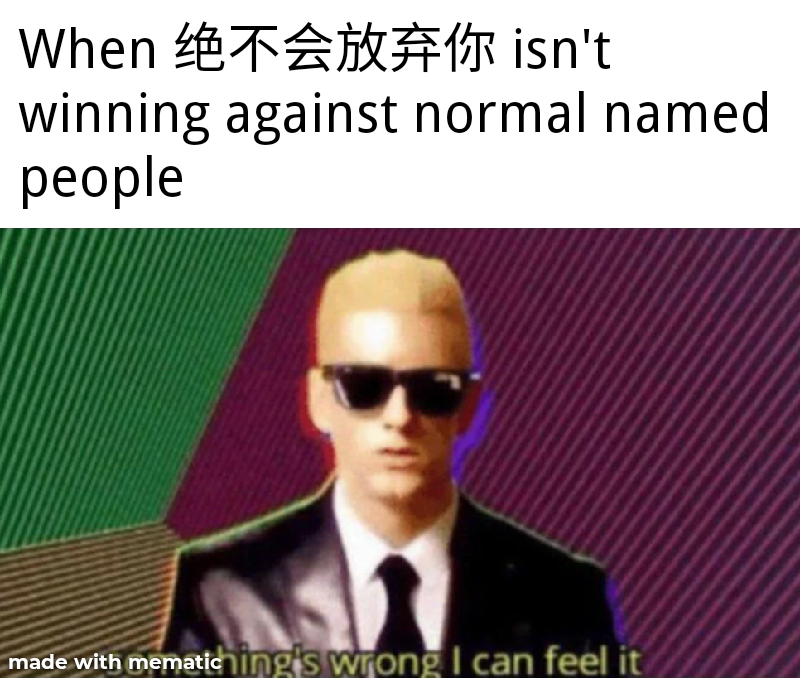 When 绝不会放弃你 isn't
winning against normal named
people
something's wrong I can feel it
made with mematic